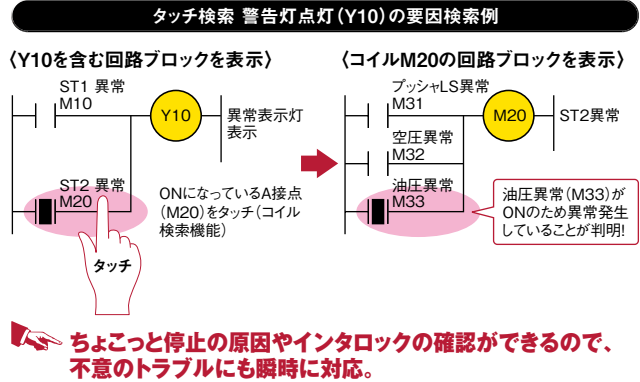 タッチ検索 警告灯点灯(Y10)の要因検索例
〈Y10を含む回路ブロックを表示〉
ST1 異常
M10
Y10
異常表示灯
表示
ST2 異常
M20
ONになっているA接点
(M20)をタッチ(コイル
検索機能)
タッチ
〈コイルM20の回路ブロックを表示〉
プッシャLS異常
M31
M20
ST2異常
空圧異常
M32
油圧異常
M33
油圧異常(M33)が
ONのため異常発生
していることが判明!
ちょこっと停止の原因やインタロックの確認ができるので、
不意のトラブルにも瞬時に対応。